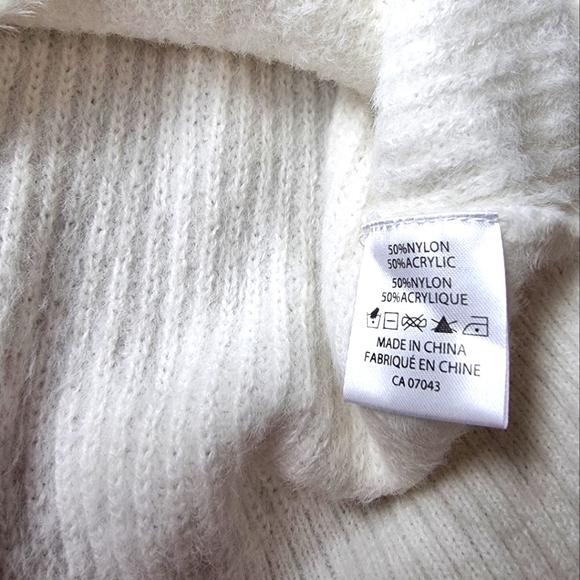 50%NYLON
50%ACRYLIC
50%NYLON
50%ACRYLIQUE
MADE IN CHINA
FABRIQUÉ EN CHINE
CA 07043